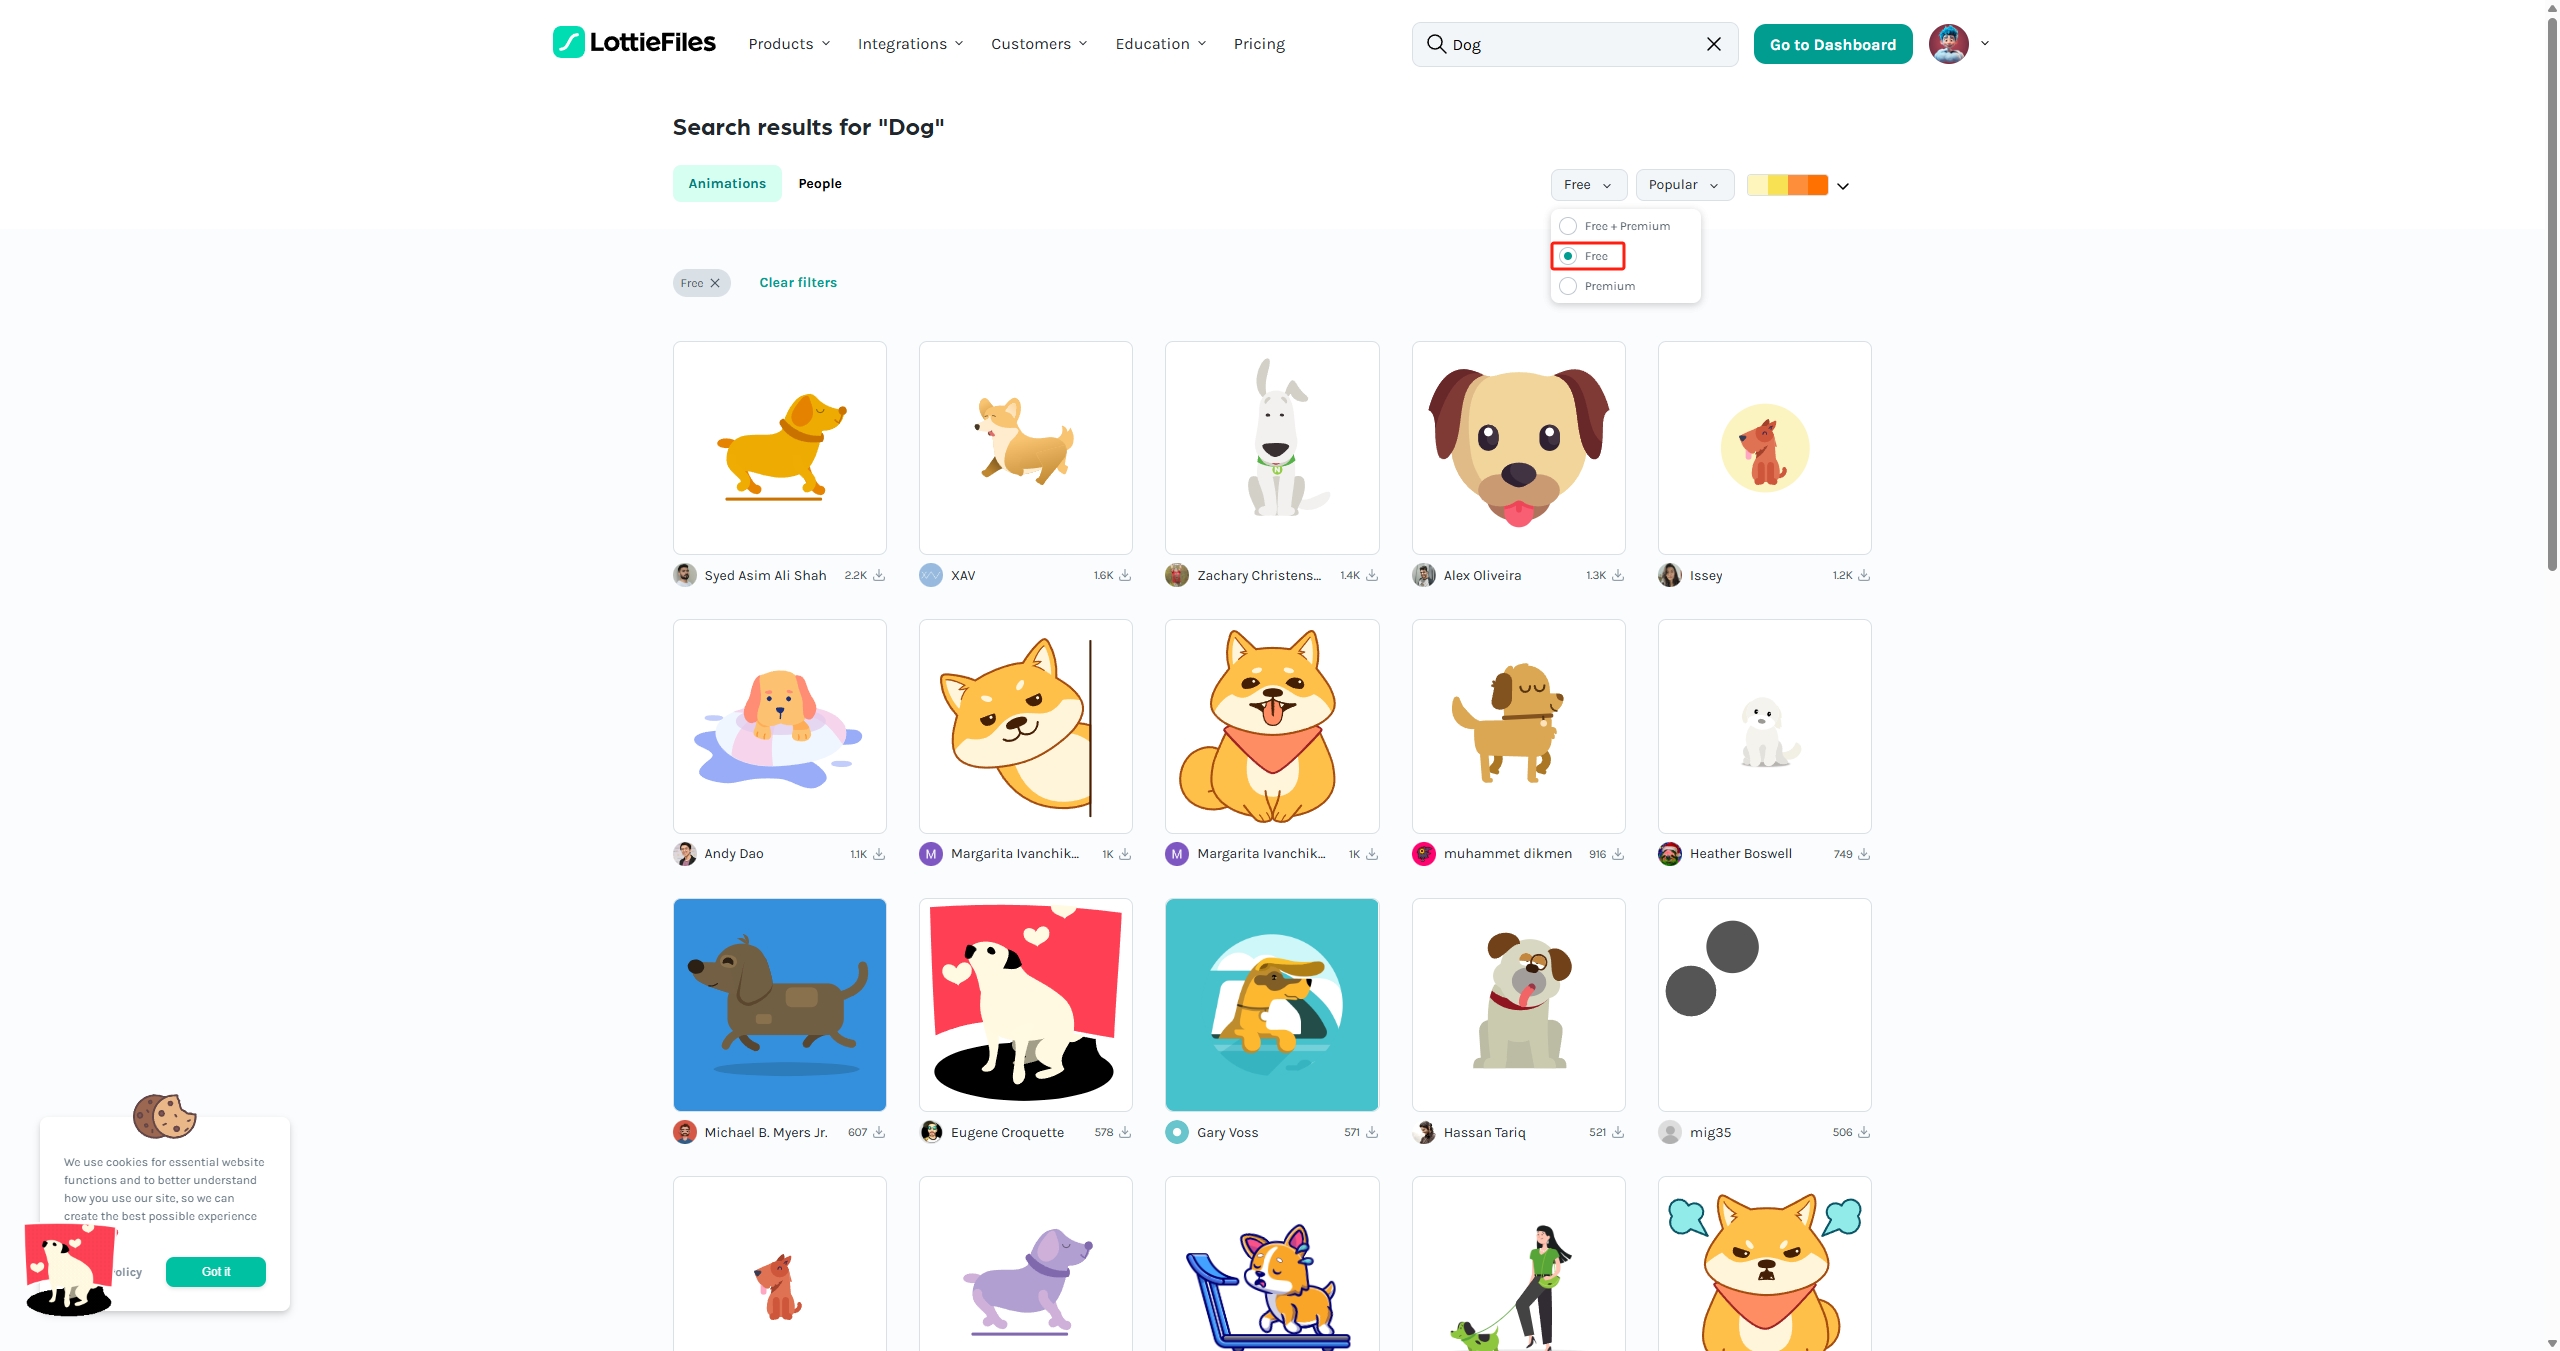 LottieFiles Products Integrations Customers Education Pricing Dog Go to Dashboard
Search results for "Dog"
Animations People Free Popular
Free + Premium
Free
Premium
Free Clear filters
Syed Asim Ali Shah 2.2K XAV 1.6K Zachary Christens... 1.4K Alex Oliveira 1.3K Issey 1.2K
Andy Dao 1.1K M Margarita Ivanchik... 1K M Margarita Ivanchik... 1K muhammet dikmen 916 Heather Boswell 749
Michael B. Myers Jr. 607 Eugene Croquette 578 Gary Voss 571 Hassan Tariq 521 mig35 506
We use cookies for essential website
functions and to better understand
how you use our site, so we can
create the best possible experience
olicy Got it